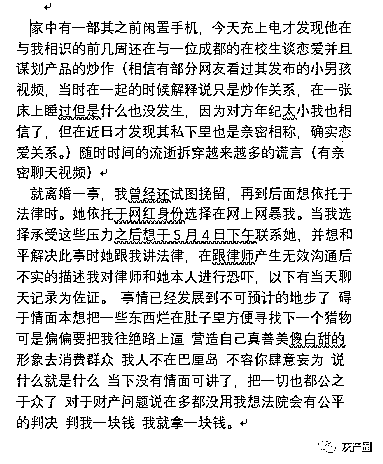 家中有一部其之前闲置手机，今天充上电才发现他在
与我相识的前几周还在与一位成都的在校生谈恋爱并且
谋划产品的炒作（相信有部分网友看过其发布的小男孩
视频，当时在一起的时候解释说只是炒作关系，在一张
床上睡过但是什么也没发生，因为对方年纪太小我也相
信了，但在近日才发现其私下里也是亲密相称，确实恋
爱关系。）随时时间的流逝拆穿越来越多的谎言（有亲
密聊天视频）
就离婚一事，我曾经还试图挽留，再到后面想依托于
法律时。她依托于网红身份选择在网上网暴我。当我选
择承受这些压力之后想于5月4日下午联系她，并想和
平解决此事时她跟我讲法律，在跟律师产生无效沟通后
不实的描述我对律师和她本人进行恐吓，以下有当天聊
天记录为佐证。 事情已经发展到不可预计的地步了 碍
于情面本想把一些东西烂在肚子里方便寻找下一个猎物
可是偏偏要把我往绝路上逼 营造自己真善美傻白甜的
形象去消费群众 我人不在巴厘岛 不容你肆意妄为 说
什么就是什么 当下没有情面可讲了，把一切也都公之
于众了 对于财产问题说在多都没用我想法院会有公平
的判决 判我一块钱 我就拿一块钱。